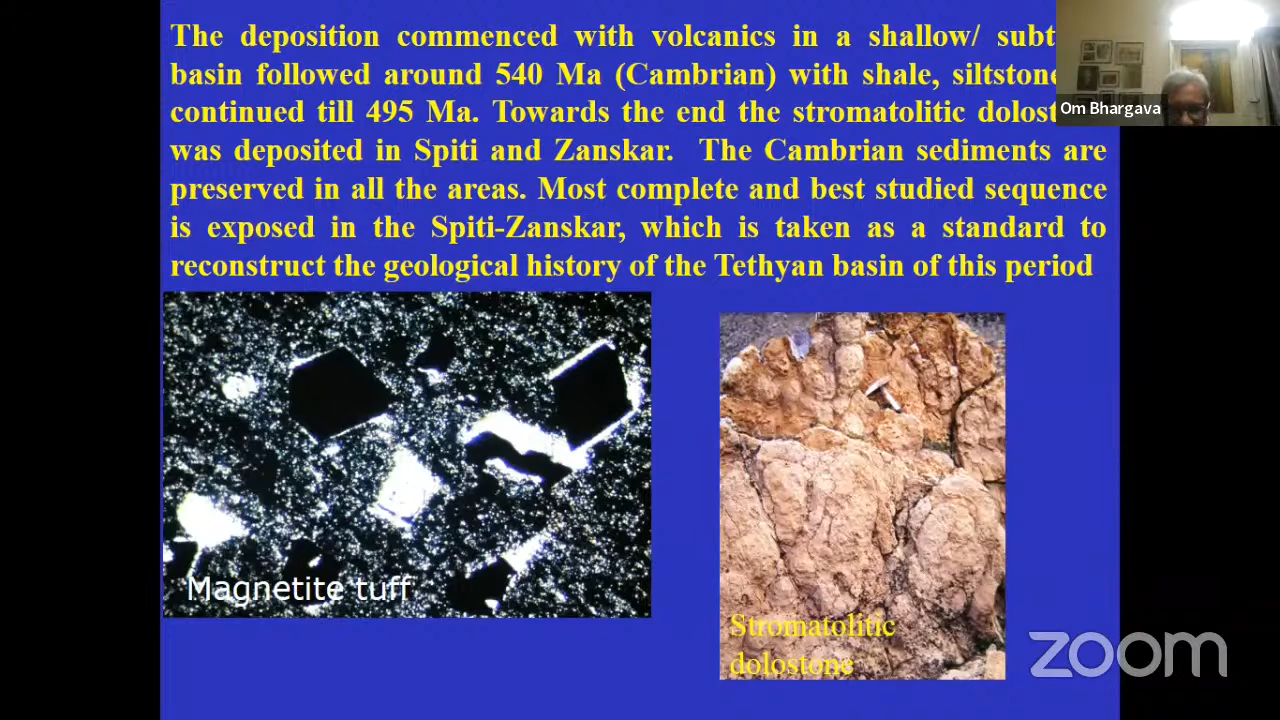 The deposition commenced with volcanics in a shallow/
basin followed around 540 Ma (Cambrian) with shale,
continued till 495 Ma. Towards the end the stromatolitic
was deposited in Spiti and Zanskar. The Cambrian sediments are
preserved in all the areas. Most complete and best studied sequence
is exposed in the Spiti-Zanskar, which is taken as a standard to
reconstruct the geological history of the Tethyan basin of this period
Om Bhargava
Magnetite tuff
Stromatolitic
dolostone
zoom